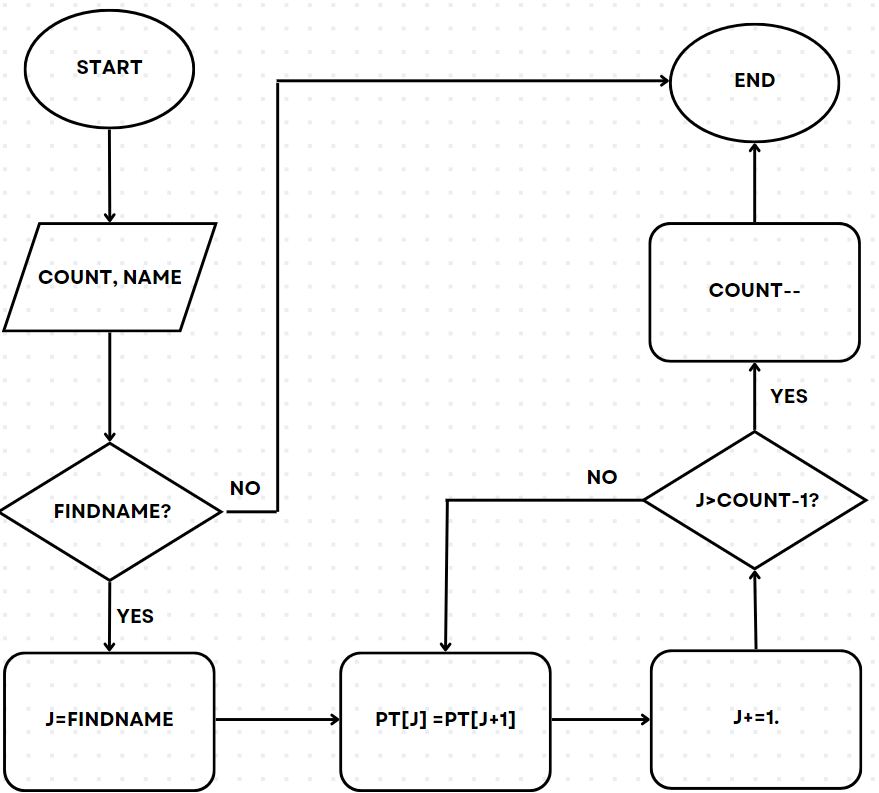 START
COUNT, NAME
FINDNAME?
NO
YES
J=FINDNAME
PT[J] =PT[J+1]
J+=1.
J>COUNT-1?
NO
YES
COUNT--
END